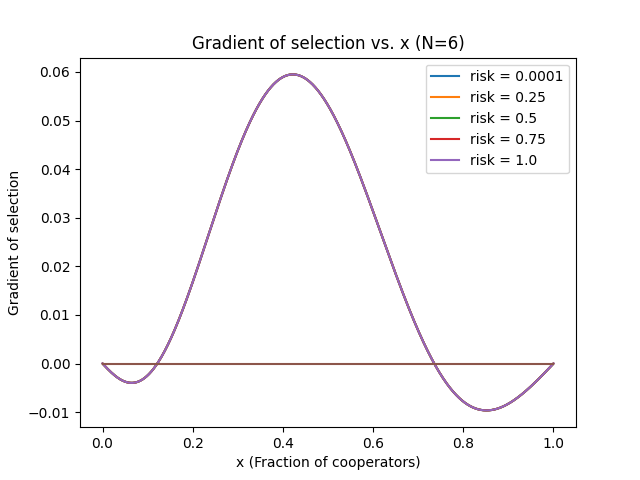 Gradient of selection vs. x (N=6)
risk = 0.0001
risk = 0.25
risk = 0.5
risk = 0.75
risk = 1.0
Gradient of selection
0.06
0.05
0.04
0.03
0.02
0.01
0.00
−0.01
0.0 0.2 0.4 0.6 0.8 1.0
x (Fraction of cooperators)